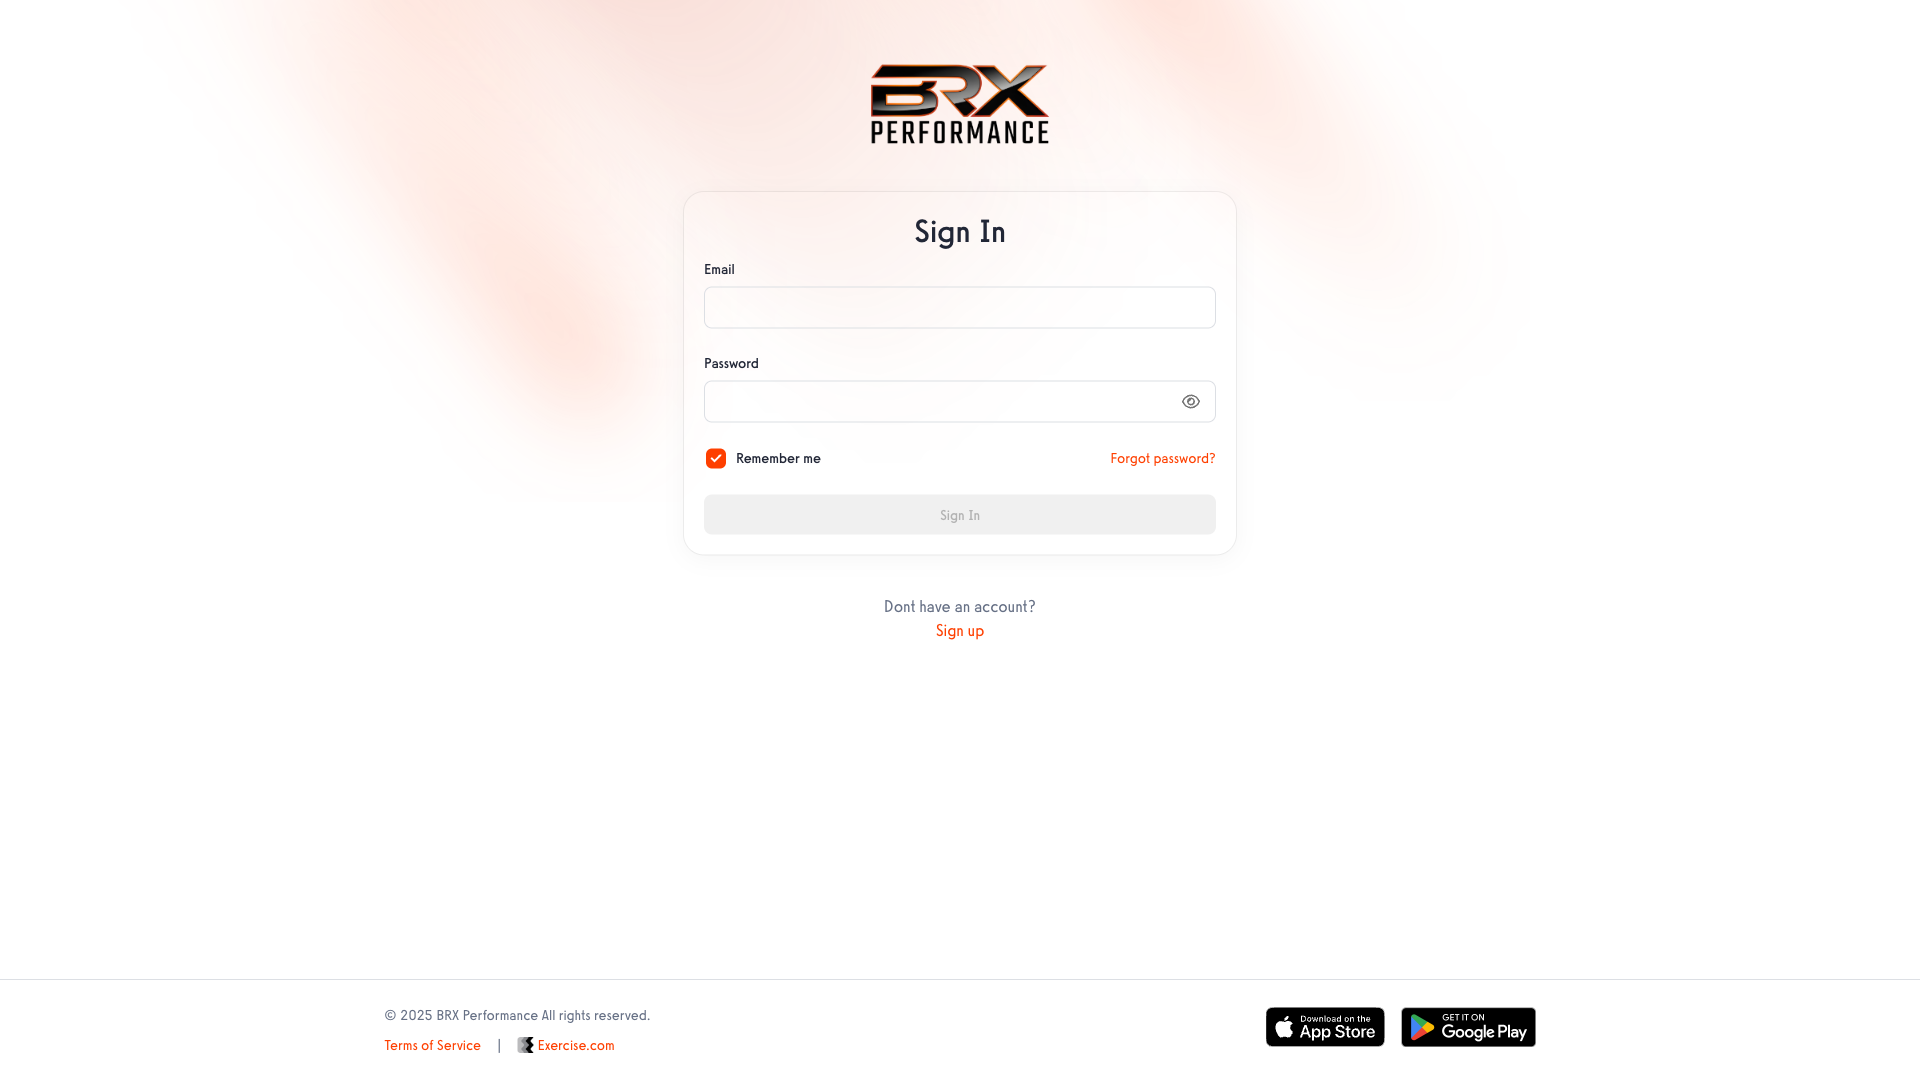 BRX
PERFORMANCE
Sign In
Email
Password
Remember me
Forgot password?
Sign In
Dont have an account?
Sign up
© 2025 BRX Performance All rights reserved.
Terms of Service | Exercise.com
Download on the
App Store
GET IT ON
Google Play